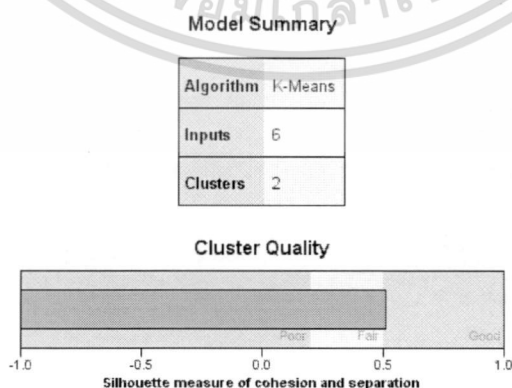 Model Summary
Algorithm K-Means
Inputs 6
Clusters 2
Cluster Quality
Poor Fair Good
-1.0 -0.5 0.0 0.5 1.0
Silhouette measure of cohesion and separation